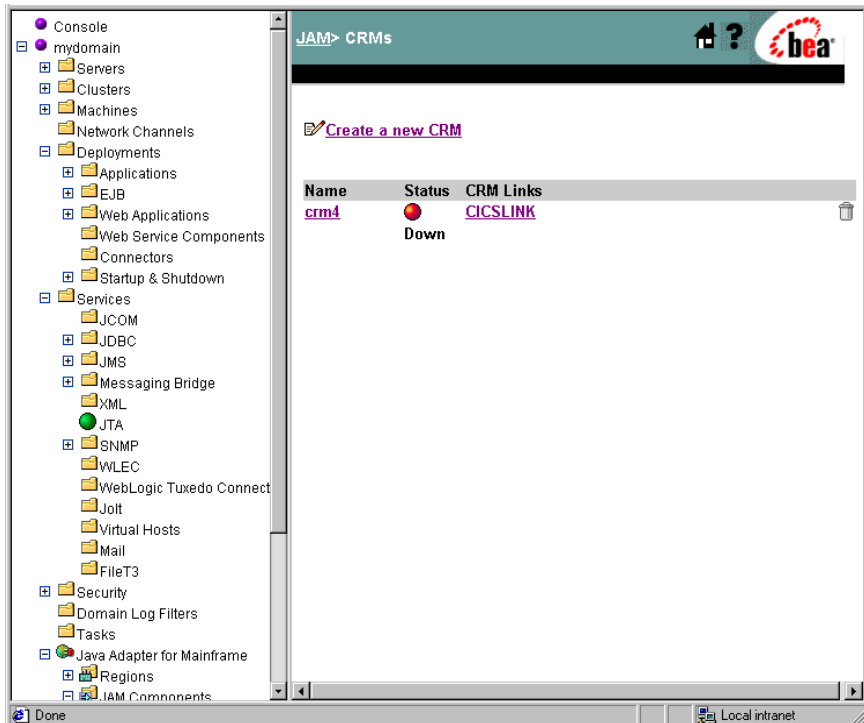 Console
mydomain
Servers
Clusters
Machines
Network Channels
Deployments
Applications
EJB
Web Applications
Web Service Components
Connectors
Startup & Shutdown
Services
JCOM
JDBC
JMS
Messaging Bridge
XML
JTA
SNMP
WLEC
WebLogic Tuxedo Connect
Jolt
Virtual Hosts
Mail
FileT3
Security
Domain Log Filters
Tasks
Java Adapter for Mainframe
Regions
JAM Components
JAM> CRMs
?
bea
Create a new CRM
Name Status CRM Links
crm4 CICSLINK
Down
Done Local intranet